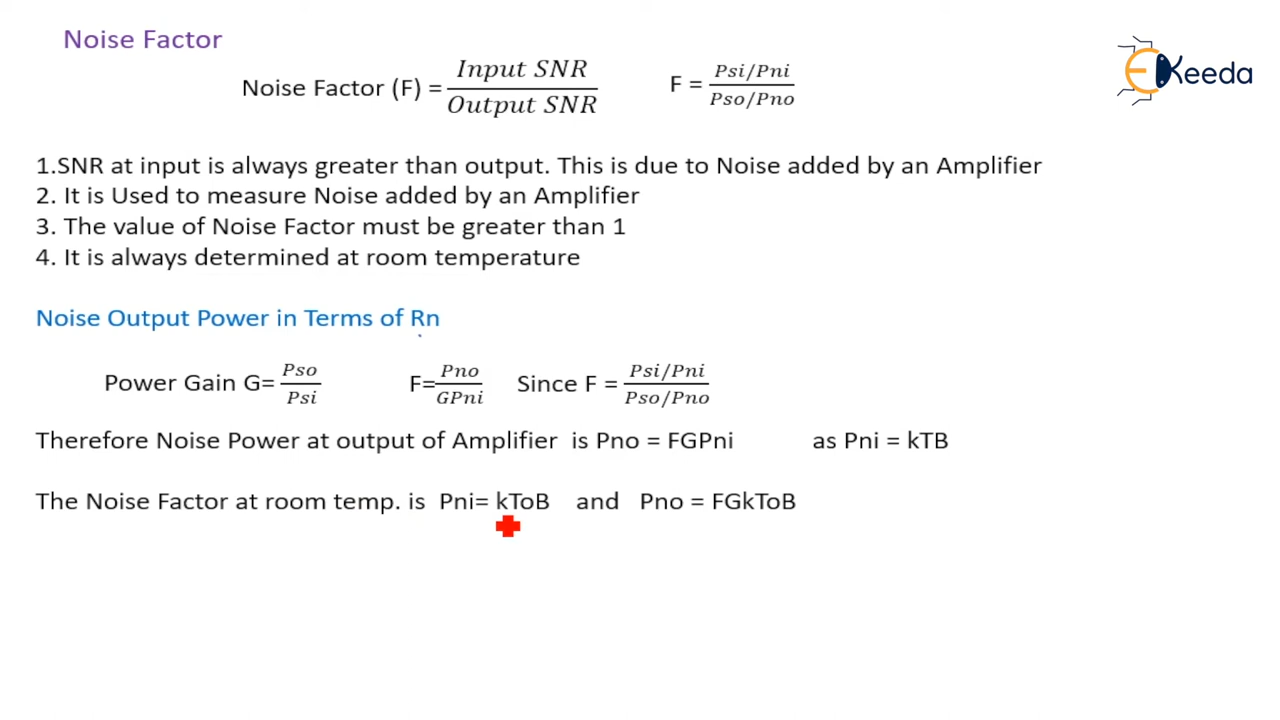 Noise Factor
EKeeda
Noise Factor (F) = Input SNR / Output SNR F = Psi/Pni / Pso/Pno
1.SNR at input is always greater than output. This is due to Noise added by an Amplifier
2. It is Used to measure Noise added by an Amplifier
3. The value of Noise Factor must be greater than 1
4. It is always determined at room temperature
Noise Output Power in Terms of Rn
Power Gain G= Pso / Psi F= Pno / GPni Since F = Psi/Pni / Pso/Pno
Therefore Noise Power at output of Amplifier is Pno = FGPni as Pni = kTB
The Noise Factor at room temp. is Pni= kToB and Pno = FGkToB